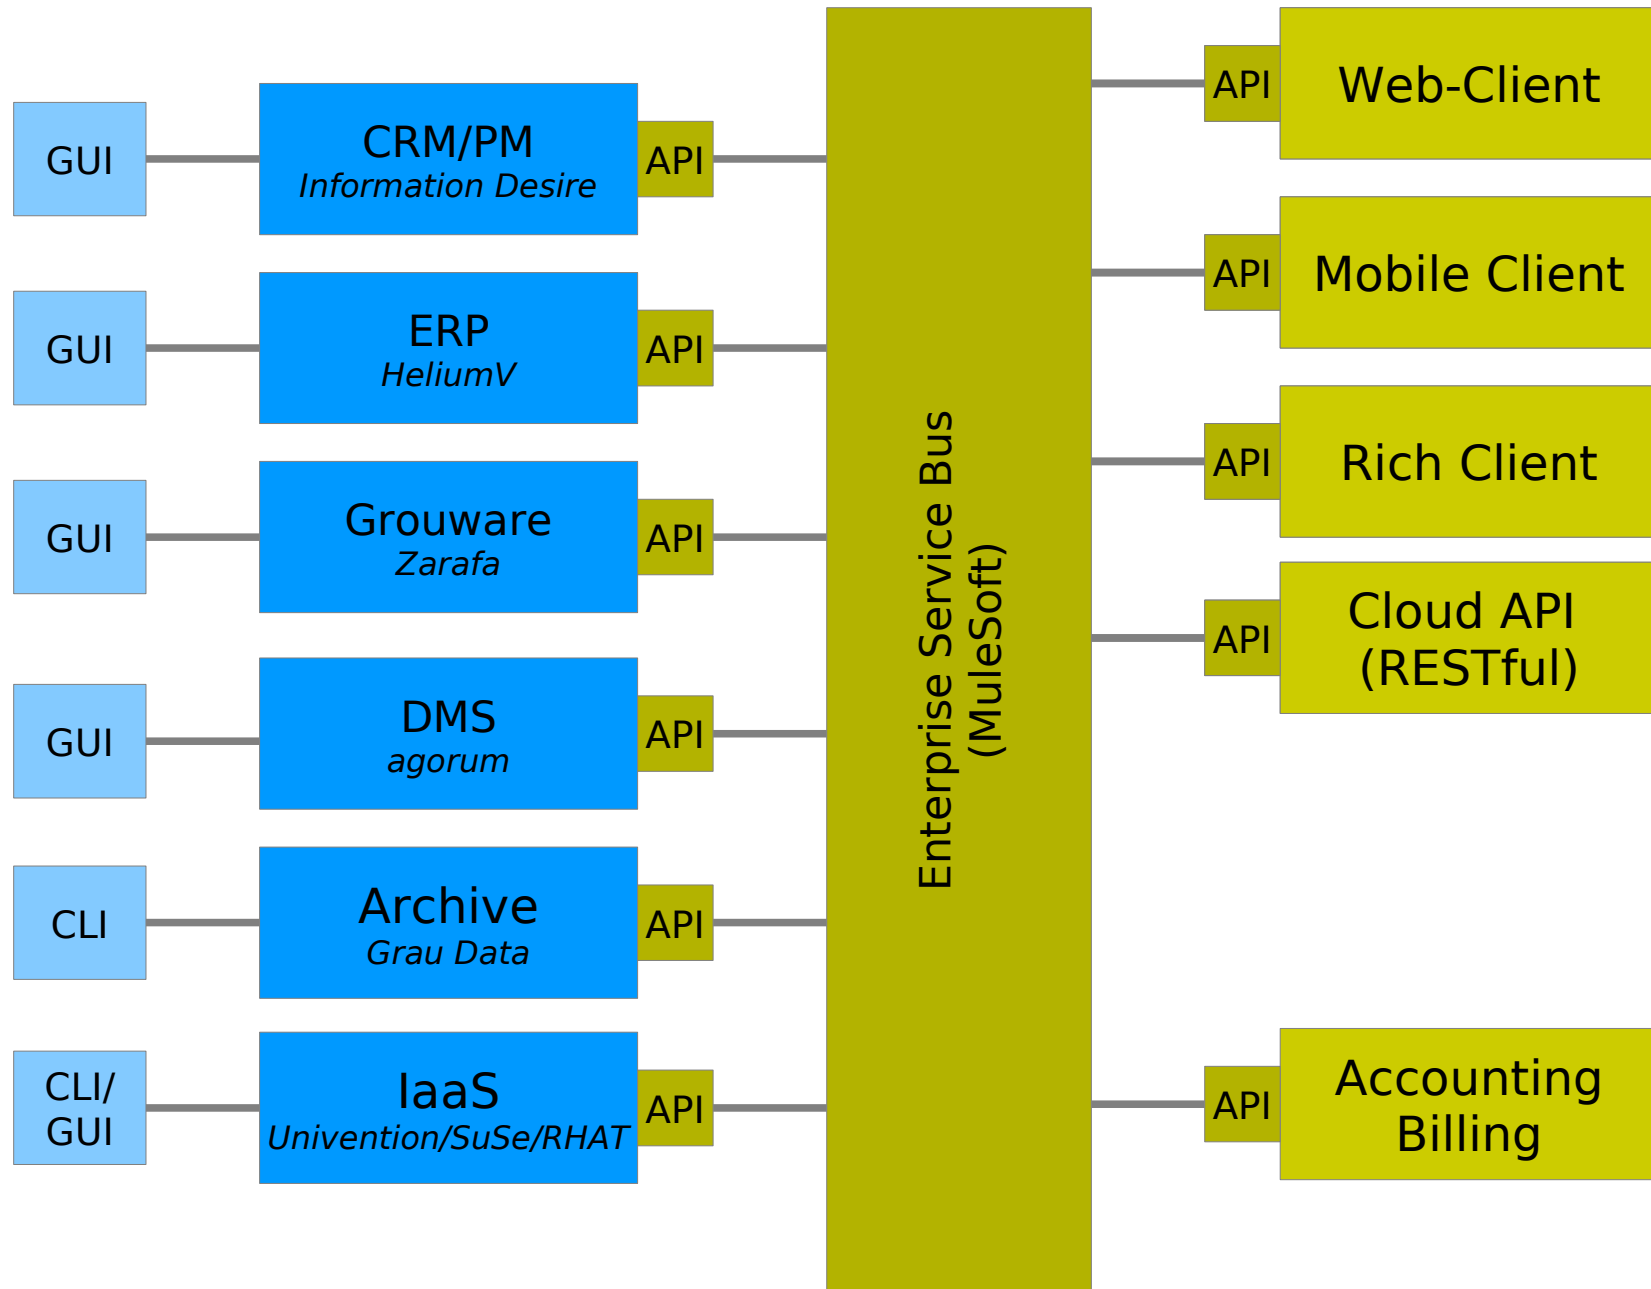 GUI
CRM/PM
Information Desire
API
GUI
ERP
HeliumV
API
GUI
Grouware
Zarafa
API
GUI
DMS
agorum
API
CLI
Archive
Grau Data
API
CLI/
GUI
IaaS
Univention/SuSe/RHAT
API
Enterprise Service Bus
(MuleSoft)
API
Web-Client
API
Mobile Client
API
Rich Client
API
Cloud API
(RESTful)
API
Accounting
Billing